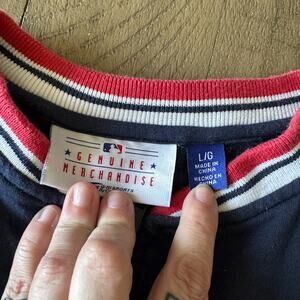 GENUINE
MERCHANDISE
L/G
MADE IN
CHINA
HECHO EN
CHINA